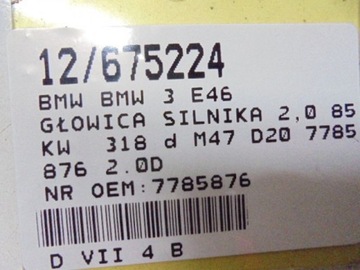 12/675224
BMW BMW 3 E46
GŁOWICA SILNIKA 2,0 85
KW 318 d M47 D20 7785
876 2.0D
NR OEM:7785876
D VII 4 B